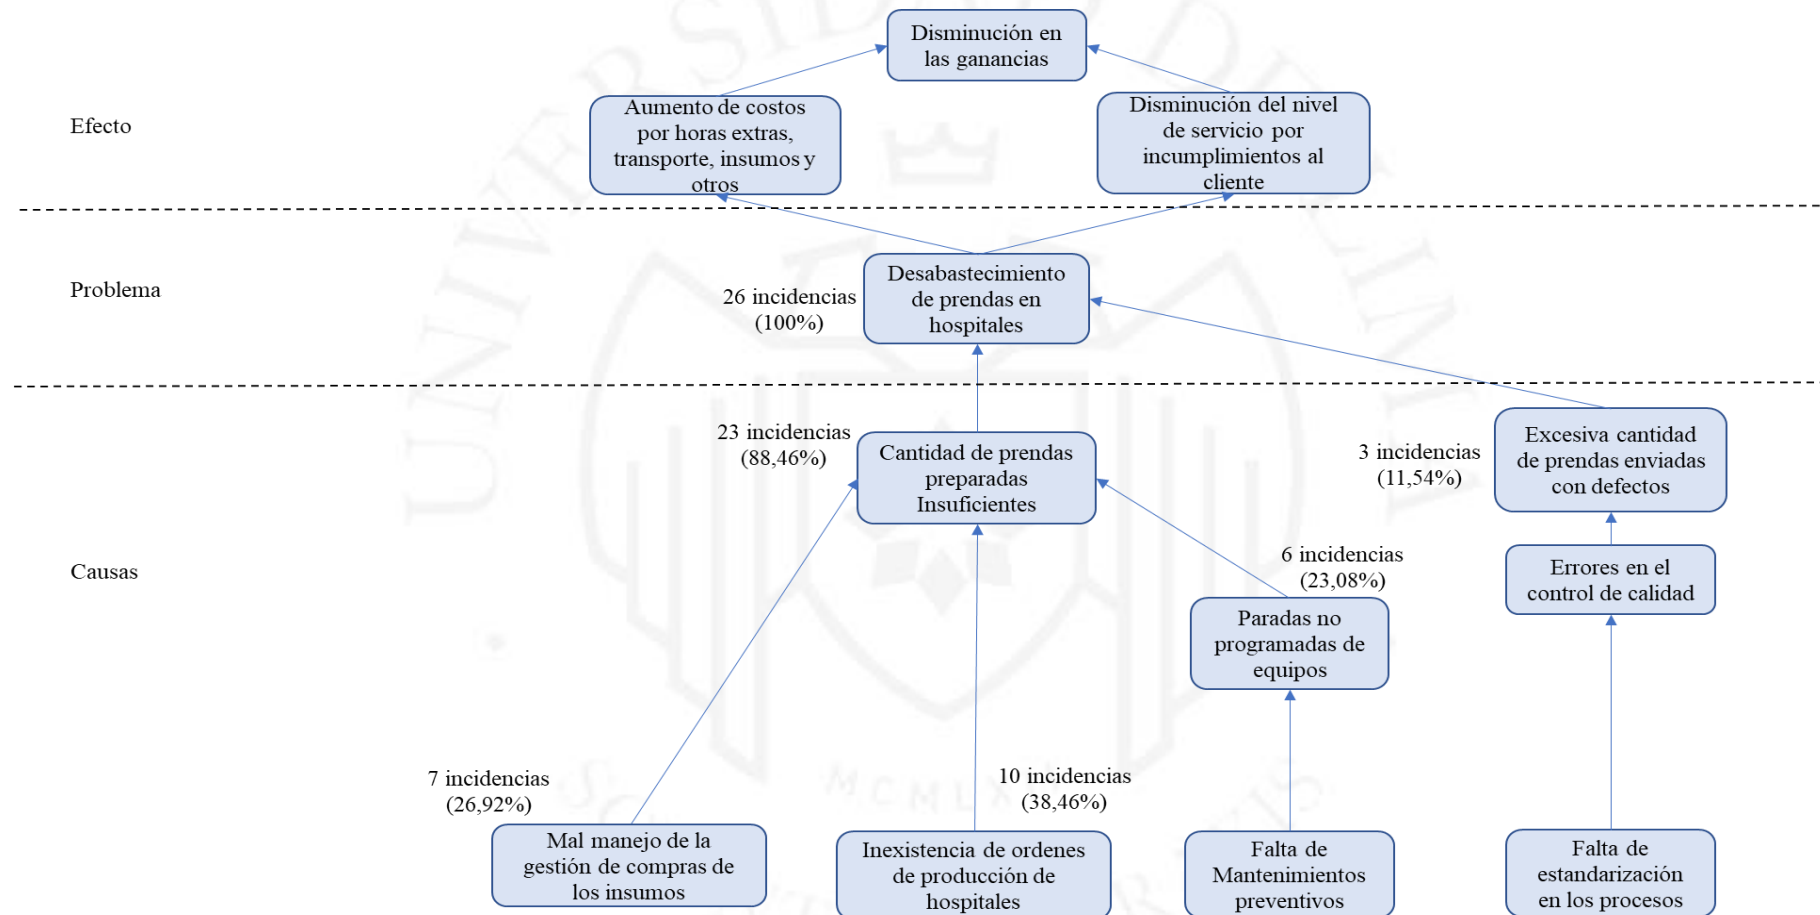 Disminución en
las ganancias
Efecto
Aumento de costos
por horas extras,
transporte, insumos y
otros
Disminución del nivel
de servicio por
incumplimientos al
cliente
Problema
26 incidencias
(100%)
Desabastecimiento
de prendas en
hospitales
23 incidencias
(88,46%)
Cantidad de prendas
preparadas
Insuficientes
3 incidencias
(11,54%)
Excesiva cantidad
de prendas enviadas
con defectos
Causas
6 incidencias
(23,08%)
Errores en el
control de calidad
Paradas no
programadas de
equipos
7 incidencias
(26,92%)
10 incidencias
(38,46%)
Mal manejo de la
gestión de compras de
los insumos
Inexistencia de ordenes
de producción de
hospitales
Falta de
Mantenimientos
preventivos
Falta de
estandarización
en los procesos
UNIVERSIDAD DE LIMA